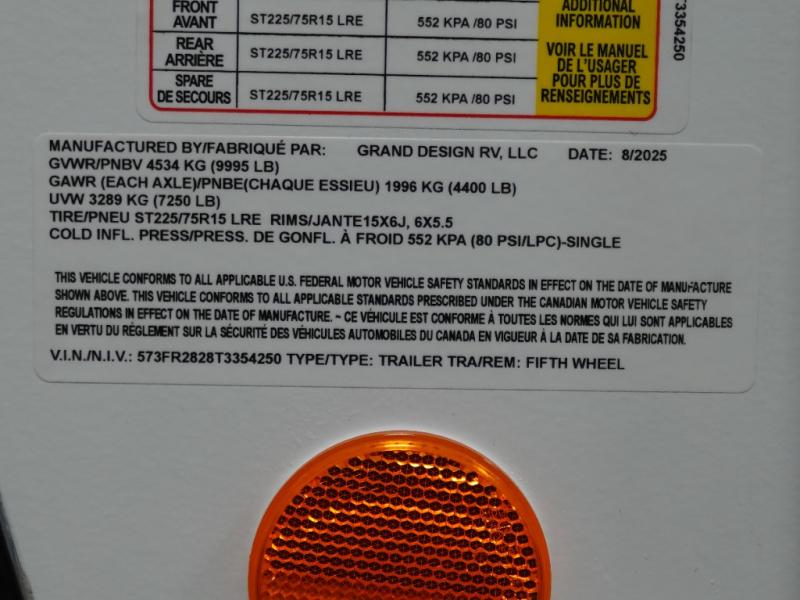 FRONT
AVANT
ST225/75R15 LRE
552 KPA /80 PSI
REAR
ARRIÈRE
ST225/75R15 LRE
552 KPA /80 PSI
SPARE
DE SECOURS
ST225/75R15 LRE
552 KPA /80 PSI
ADDITIONAL
INFORMATION
VOIR LE MANUEL
DE L'USAGER
POUR PLUS DE
RENSEIGNEMENTS
T3354250
MANUFACTURED BY/FABRIQUÉ PAR: GRAND DESIGN RV, LLC DATE: 8/2025
GVWR/PNBV 4534 KG (9995 LB)
GAWR (EACH AXLE)/PNBE(CHAQUE ESSIEU) 1996 KG (4400 LB)
UVW 3289 KG (7250 LB)
TIRE/PNEU ST225/75R15 LRE RIMS/JANTE15X6J, 6X5.5
COLD INFL. PRESS/PRESS. DE GONFL. À FROID 552 KPA (80 PSI/LPC)-SINGLE
THIS VEHICLE CONFORMS TO ALL APPLICABLE U.S. FEDERAL MOTOR VEHICLE SAFETY STANDARDS IN EFFECT ON THE DATE OF MANUFACTURE
SHOWN ABOVE. THIS VEHICLE CONFORMS TO ALL APPLICABLE STANDARDS PRESCRIBED UNDER THE CANADIAN MOTOR VEHICLE SAFETY
REGULATIONS IN EFFECT ON THE DATE OF MANUFACTURE. ~ CE VÉHICULE EST CONFORME À TOUTES LES NORMES QUI LUI SONT APPLICABLES
EN VERTU DU RÉGLEMENT SUR LA SÉCURITÉ DES VÉHICULES AUTOMOBILES DU CANADA EN VIGUEUR À LA DATE DE SA FABRICATION.
V.I.N./N.I.V.: 573FR2828T3354250 TYPE/TYPE: TRAILER TRA/REM: FIFTH WHEEL